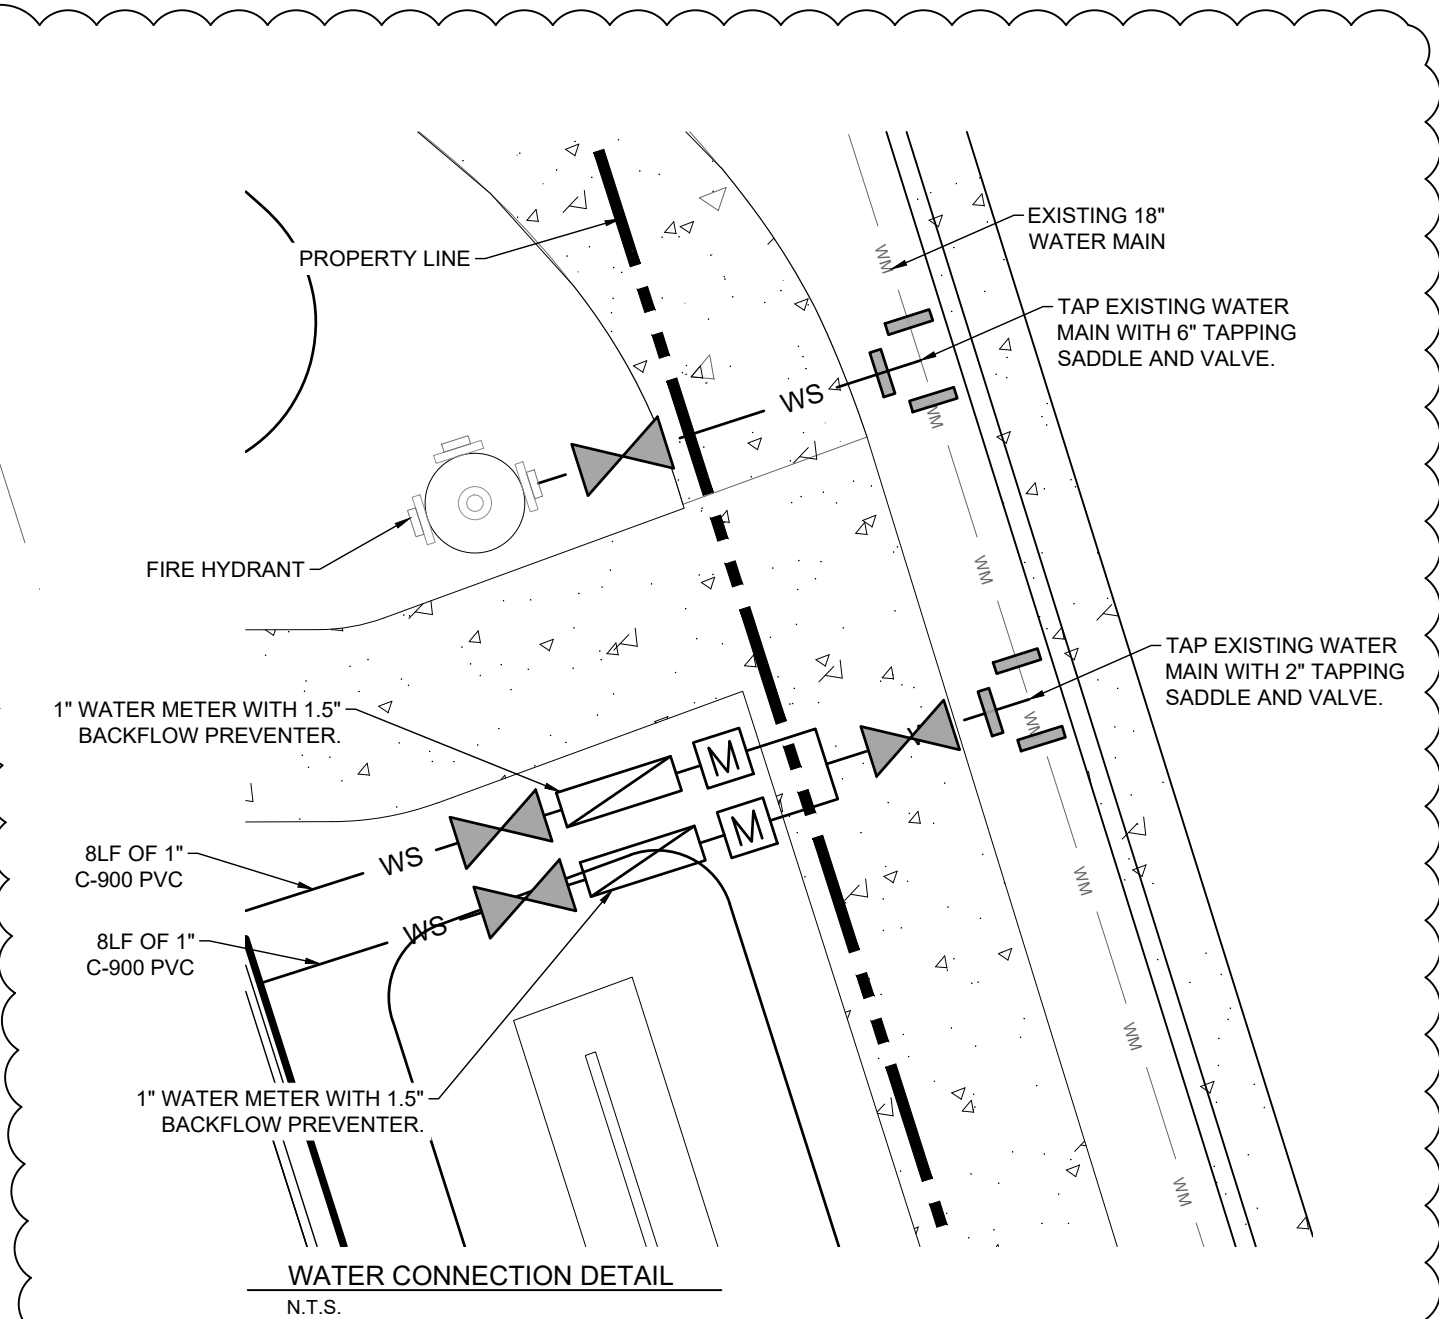 EXISTING 18"
WATER MAIN
PROPERTY LINE
WM
TAP EXISTING WATER
MAIN WITH 6" TAPPING
SADDLE AND VALVE.
WS
WM
FIRE HYDRANT
WM
TAP EXISTING WATER
MAIN WITH 2" TAPPING
SADDLE AND VALVE.
1" WATER METER WITH 1.5"
BACKFLOW PREVENTER.
WM
M
M
8LF OF 1"
C-900 PVC
WS
WM
8LF OF 1"
C-900 PVC
WS
WM
1" WATER METER WITH 1.5"
BACKFLOW PREVENTER.
WM
WATER CONNECTION DETAIL
N.T.S.